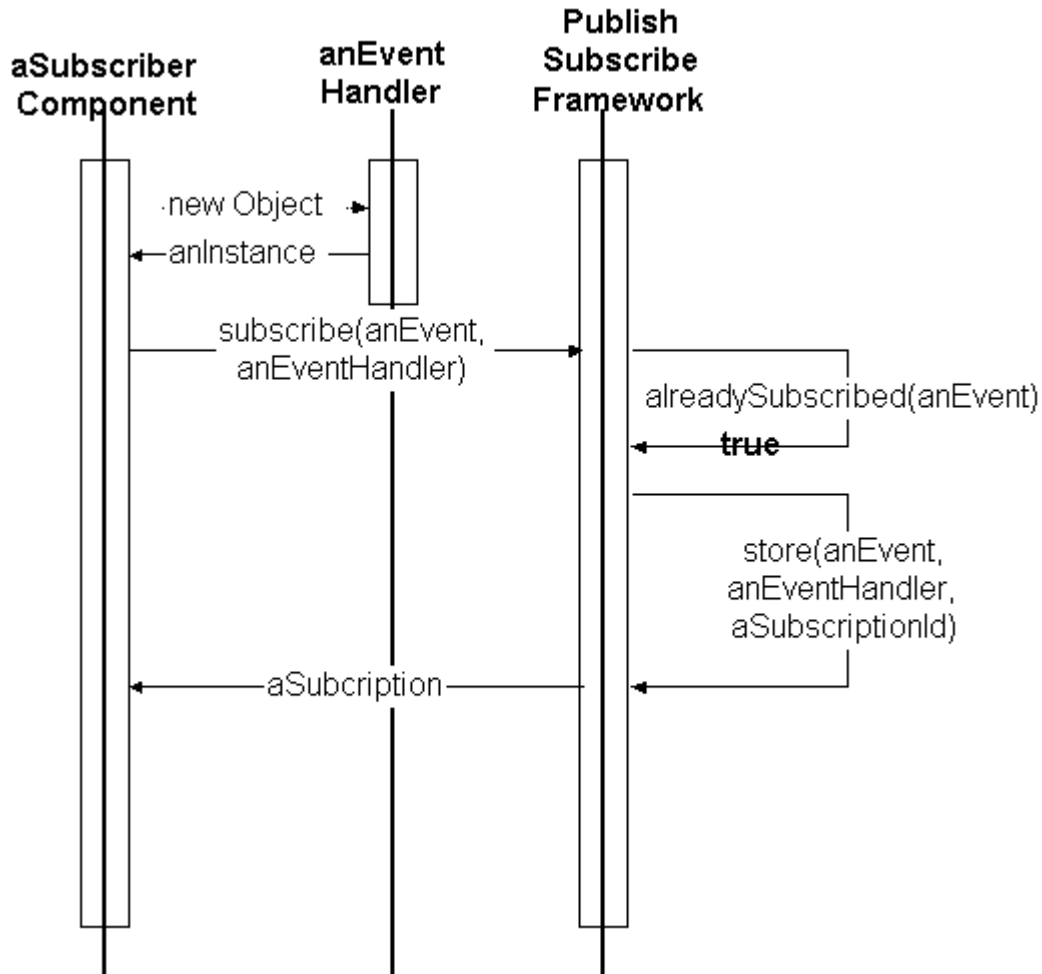 aSubscriber
Component
anEvent
Handler
Publish
Subscribe
Framework
new Object
anInstance
subscribe(anEvent,
anEventHandler)
alreadySubscribed(anEvent)
true
store(anEvent,
anEventHandler,
aSubscriptionId)
aSubcription